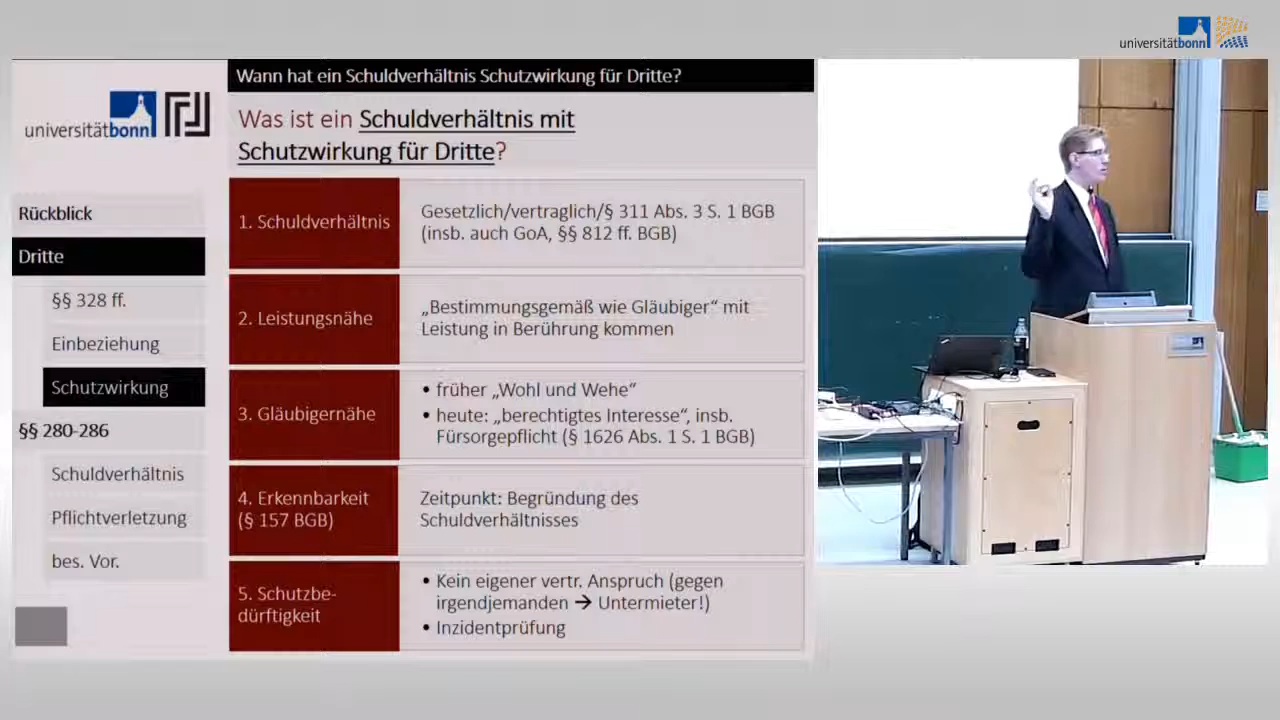 universitätbonn
universitätbonn
Rückblick
Dritte
§§ 328 ff.
Einbeziehung
Schutzwirkung
§§ 280-286
Schuldverhältnis
Pflichtverletzung
bes. Vor.
Wann hat ein Schuldverhältnis Schutzwirkung für Dritte?
Was ist ein Schuldverhältnis mit
Schutzwirkung für Dritte?
1. Schuldverhältnis
Gesetzlich/vertraglich/§ 311 Abs. 3 S. 1 BGB
(insb. auch GoA, §§ 812 ff. BGB)
2. Leistungsnähe
„Bestimmungsgemäß wie Gläubiger“ mit
Leistung in Berührung kommen
3. Gläubigernähe
• früher „Wohl und Wehe“
• heute: „berechtigtes Interesse“, insb.
Fürsorgepflicht (§ 1626 Abs. 1 S. 1 BGB)
4. Erkennbarkeit
(§ 157 BGB)
Zeitpunkt: Begründung des
Schuldverhältnisses
5. Schutzbe-
dürftigkeit
• Kein eigener vertr. Anspruch (gegen
irgendjemanden → Untermieter!)
• Inzidentprüfung